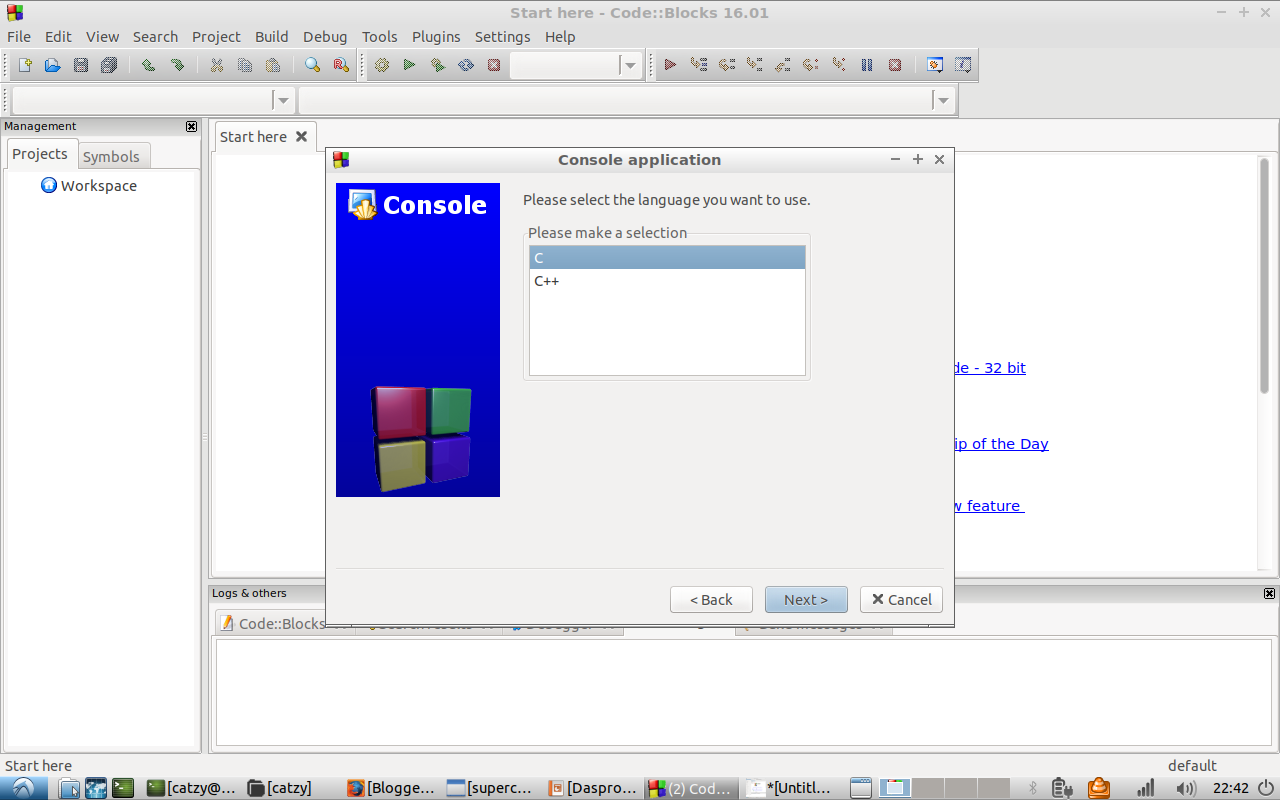 Start here - Code::Blocks 16.01
File Edit View Search Project Build Debug Tools Plugins Settings Help
Management
Projects
Symbols
Workspace
Start here
Console application
Console
Please select the language you want to use.
Please make a selection
C
C++
de - 32 bit
ip of the Day
w feature
< Back
Next >
Cancel
Logs & others
Code::Blocks
Start here
default
[catzy@...
[catzy]
[Blogge...
[superc...
[Daspro...
(2) Cod...
*[Untitl...
22:42